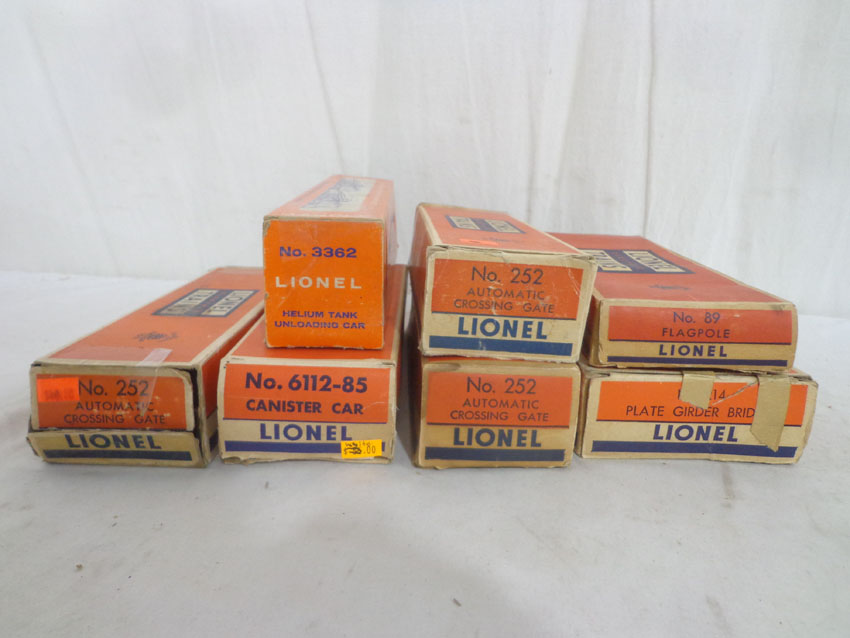 No. 3362
LIONEL
HELIUM TANK
UNLOADING CAR
No. 252
AUTOMATIC
CROSSING GATE
LIONEL
No. 89
FLAGPOLE
LIONEL
No. 252
AUTOMATIC
CROSSING GATE
LIONEL
No. 6112-85
CANISTER CAR
LIONEL
No. 252
AUTOMATIC
CROSSING GATE
LIONEL
14
PLATE GIRDER BRID
LIONEL